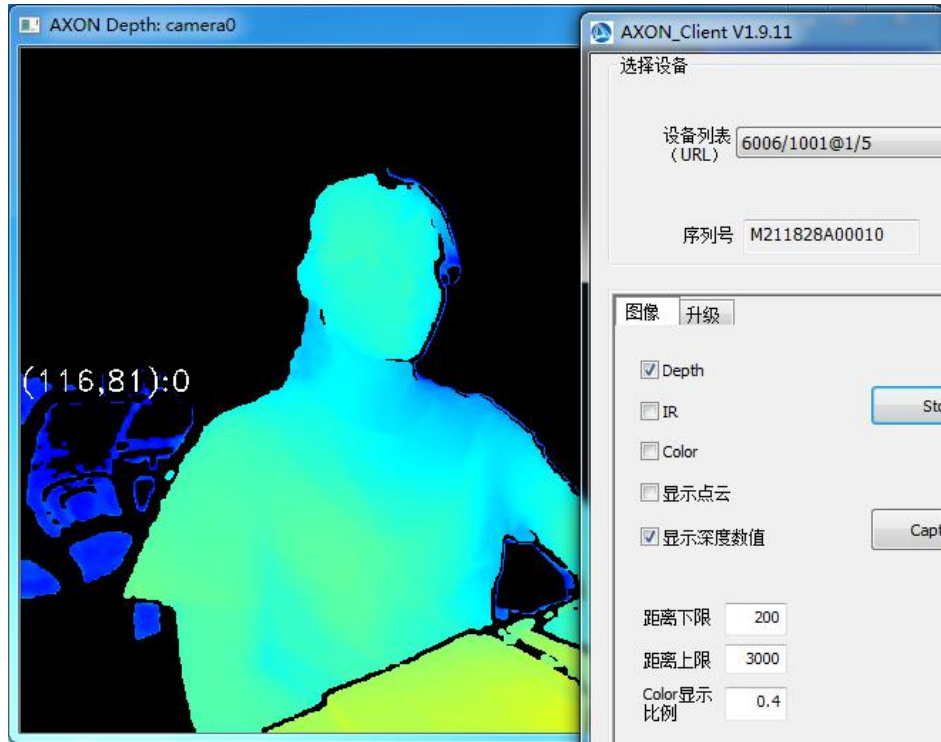 AXON Depth: camera0
(116,81):0
AXON_Client V1.9.11
选择设备
设备列表
(URL)
6006/1001@1/5
序列号
M211828A00010
图像
升级
Depth
IR
Color
显示点云
显示深度数值
距离下限
200
距离上限
3000
Color显示
比例
0.4